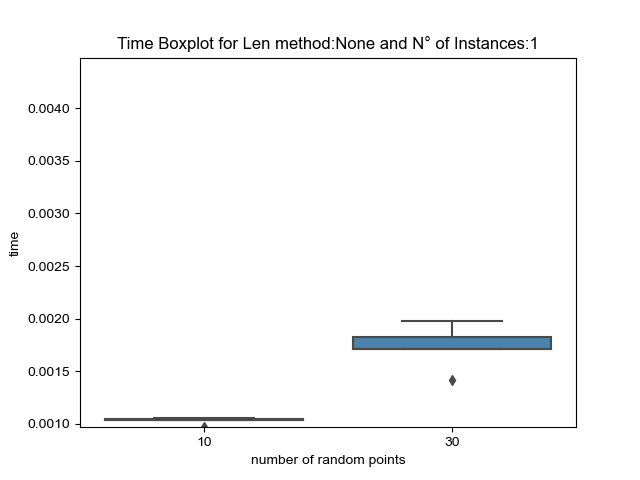 Time Boxplot for Len method:None and N° of Instances:1
0.0040
0.0035
0.0030
0.0025
0.0020
0.0015
0.0010
time
10 30
number of random points